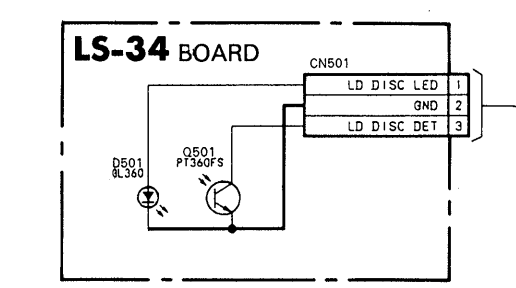 LS-34 BOARD
CN501
LD DISC LED 1
GND 2
LD DISC DET 3
D501
GL360
Q501
PT360FS